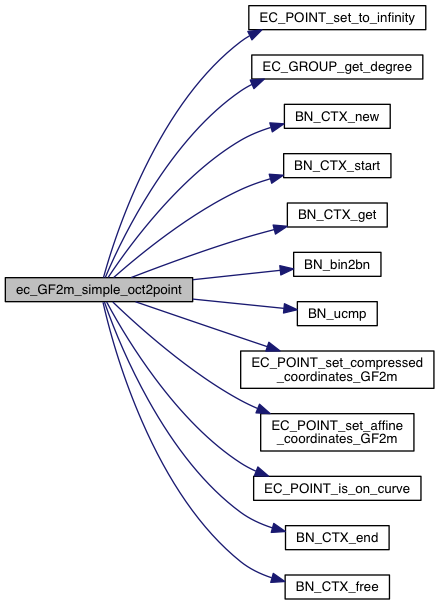 EC_POINT_set_to_infinity
EC_GROUP_get_degree
BN_CTX_new
BN_CTX_start
BN_CTX_get
ec_GF2m_simple_oct2point
BN_bin2bn
BN_ucmp
EC_POINT_set_compressed
_coordinates_GF2m
EC_POINT_set_affine
_coordinates_GF2m
EC_POINT_is_on_curve
BN_CTX_end
BN_CTX_free